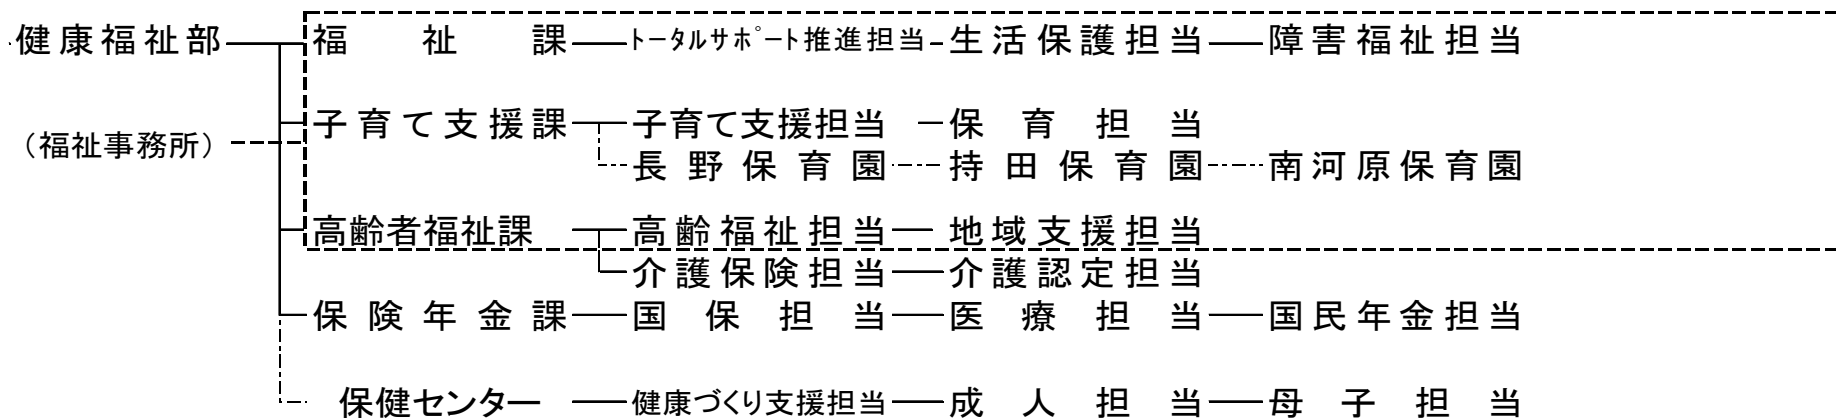 健康福祉部 福祉課 トータルサポート推進担当 生活保護担当 障害福祉担当
子育て支援課 子育て支援担当 保育担当
(福祉事務所)
長野保育園 持田保育園 南河原保育園
高齢者福祉課 高齢福祉担当 地域支援担当
介護保険担当 介護認定担当
保険年金課 国保担当 医療担当 国民年金担当
保健センター 健康づくり支援担当 成人担当 母子担当